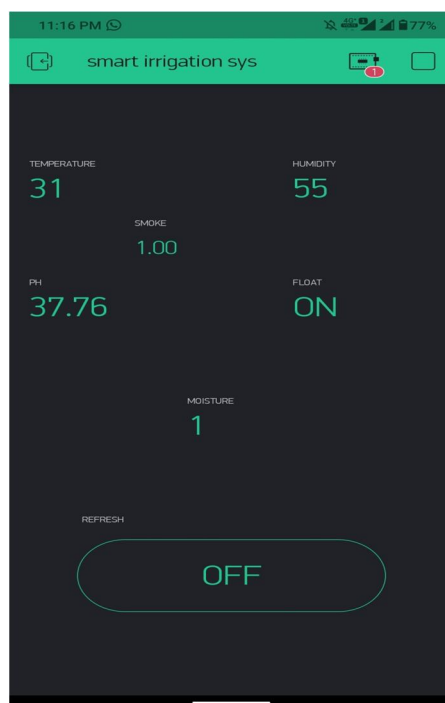 11:16 PM 77%
smart irrigation sys
1
TEMPERATURE HUMIDITY
31 55
SMOKE
1.00
PH FLOAT
37.76 ON
MOISTURE
1
REFRESH
OFF